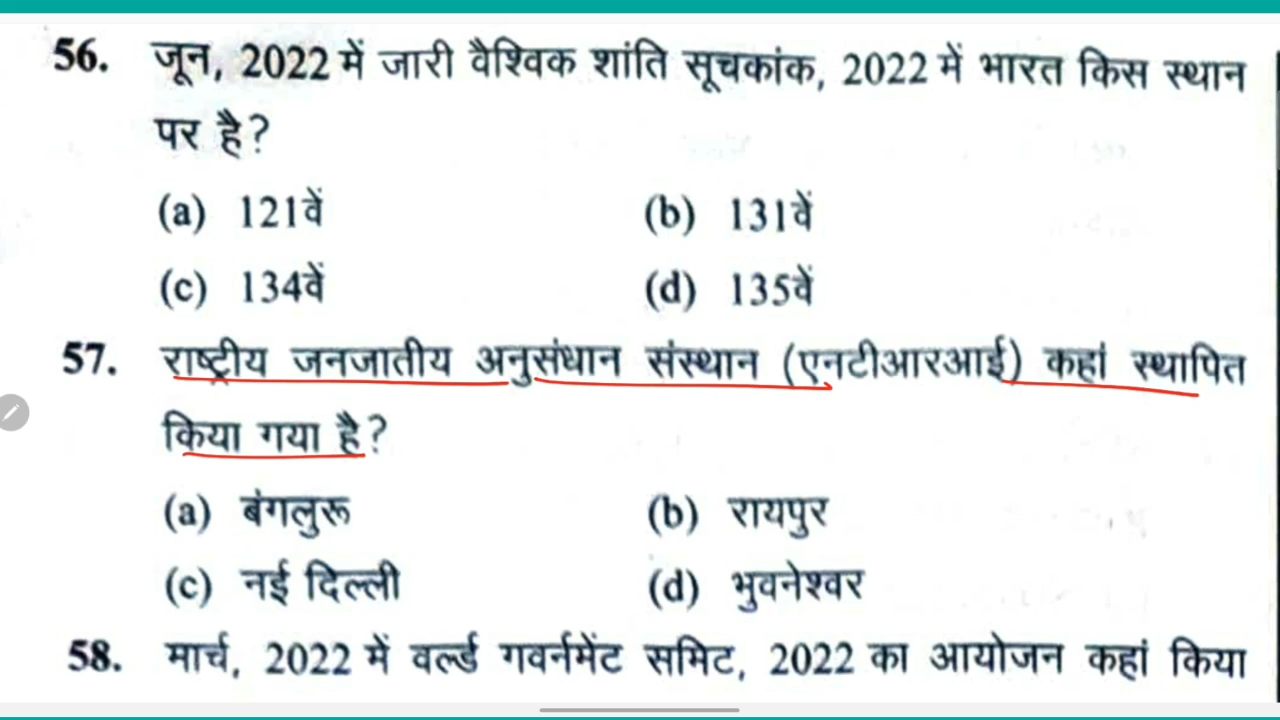 56. जून, 2022 में जारी वैश्विक शांति सूचकांक, 2022 में भारत किस स्थान
पर है?
(a) 121वें (b) 131वें
(c) 134वें (d) 135वें
57. राष्ट्रीय जनजातीय अनुसंधान संस्थान (एनटीआरआई) कहां स्थापित
किया गया है?
(a) बंगलुरू (b) रायपुर
(c) नई दिल्ली (d) भुवनेश्वर
58. मार्च, 2022 में वर्ल्ड गवर्नमेंट समिट, 2022 का आयोजन कहां किया